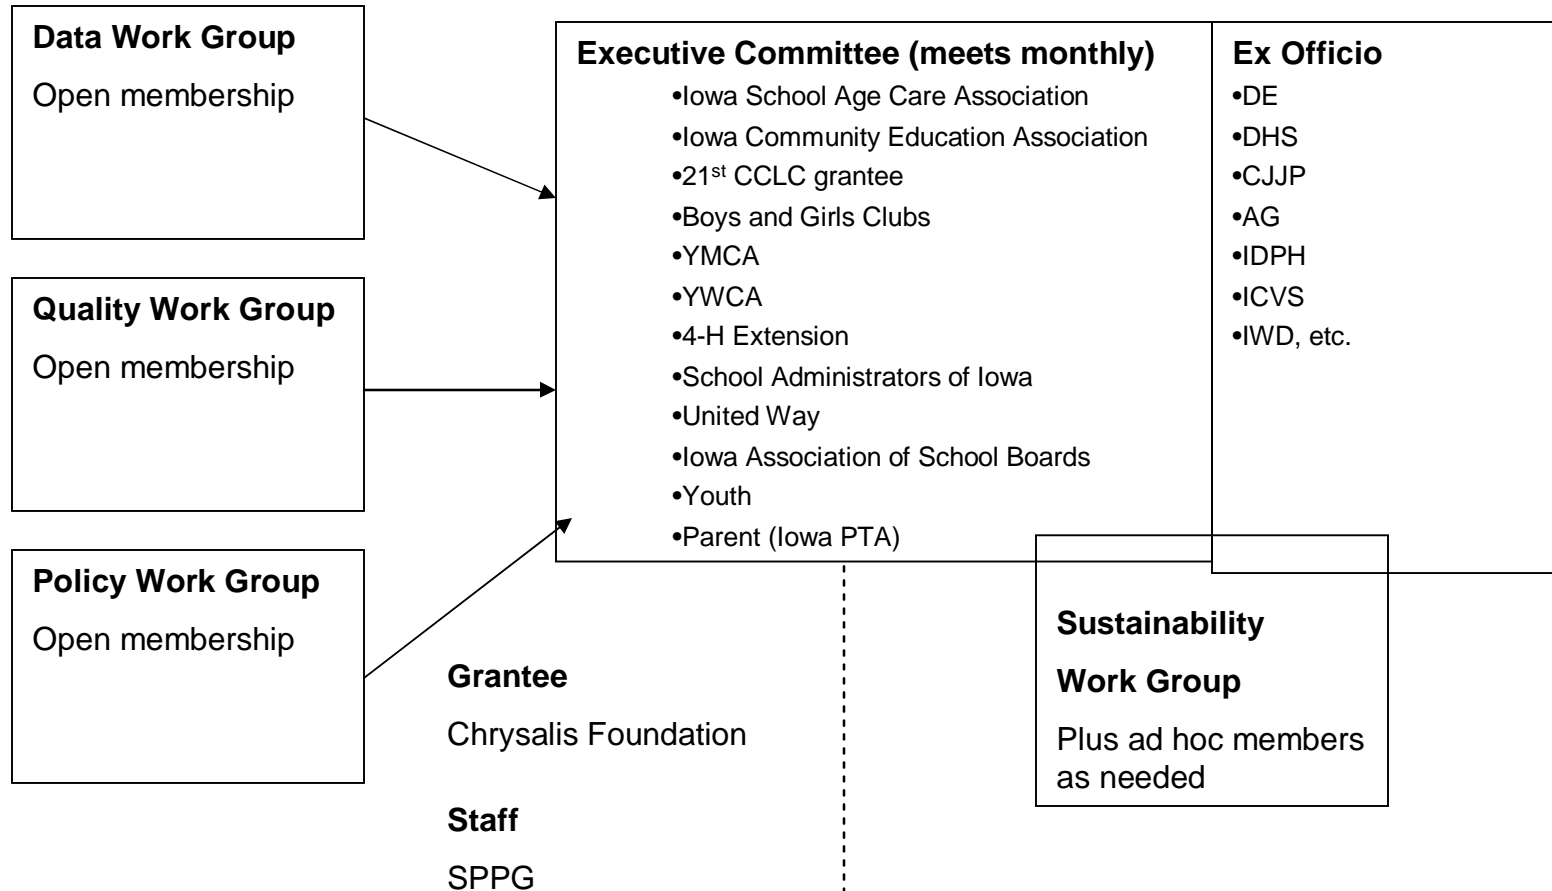 Data Work Group
Open membership
Quality Work Group
Open membership
Policy Work Group
Open membership
Executive Committee (meets monthly)
•Iowa School Age Care Association
•Iowa Community Education Association
•21st CCLC grantee
•Boys and Girls Clubs
•YMCA
•YWCA
•4-H Extension
•School Administrators of Iowa
•United Way
•Iowa Association of School Boards
•Youth
•Parent (Iowa PTA)
Ex Officio
•DE
•DHS
•CJJP
•AG
•IDPH
•ICVS
•IWD, etc.
Sustainability
Work Group
Plus ad hoc members
as needed
Grantee
Chrysalis Foundation
Staff
SPPG